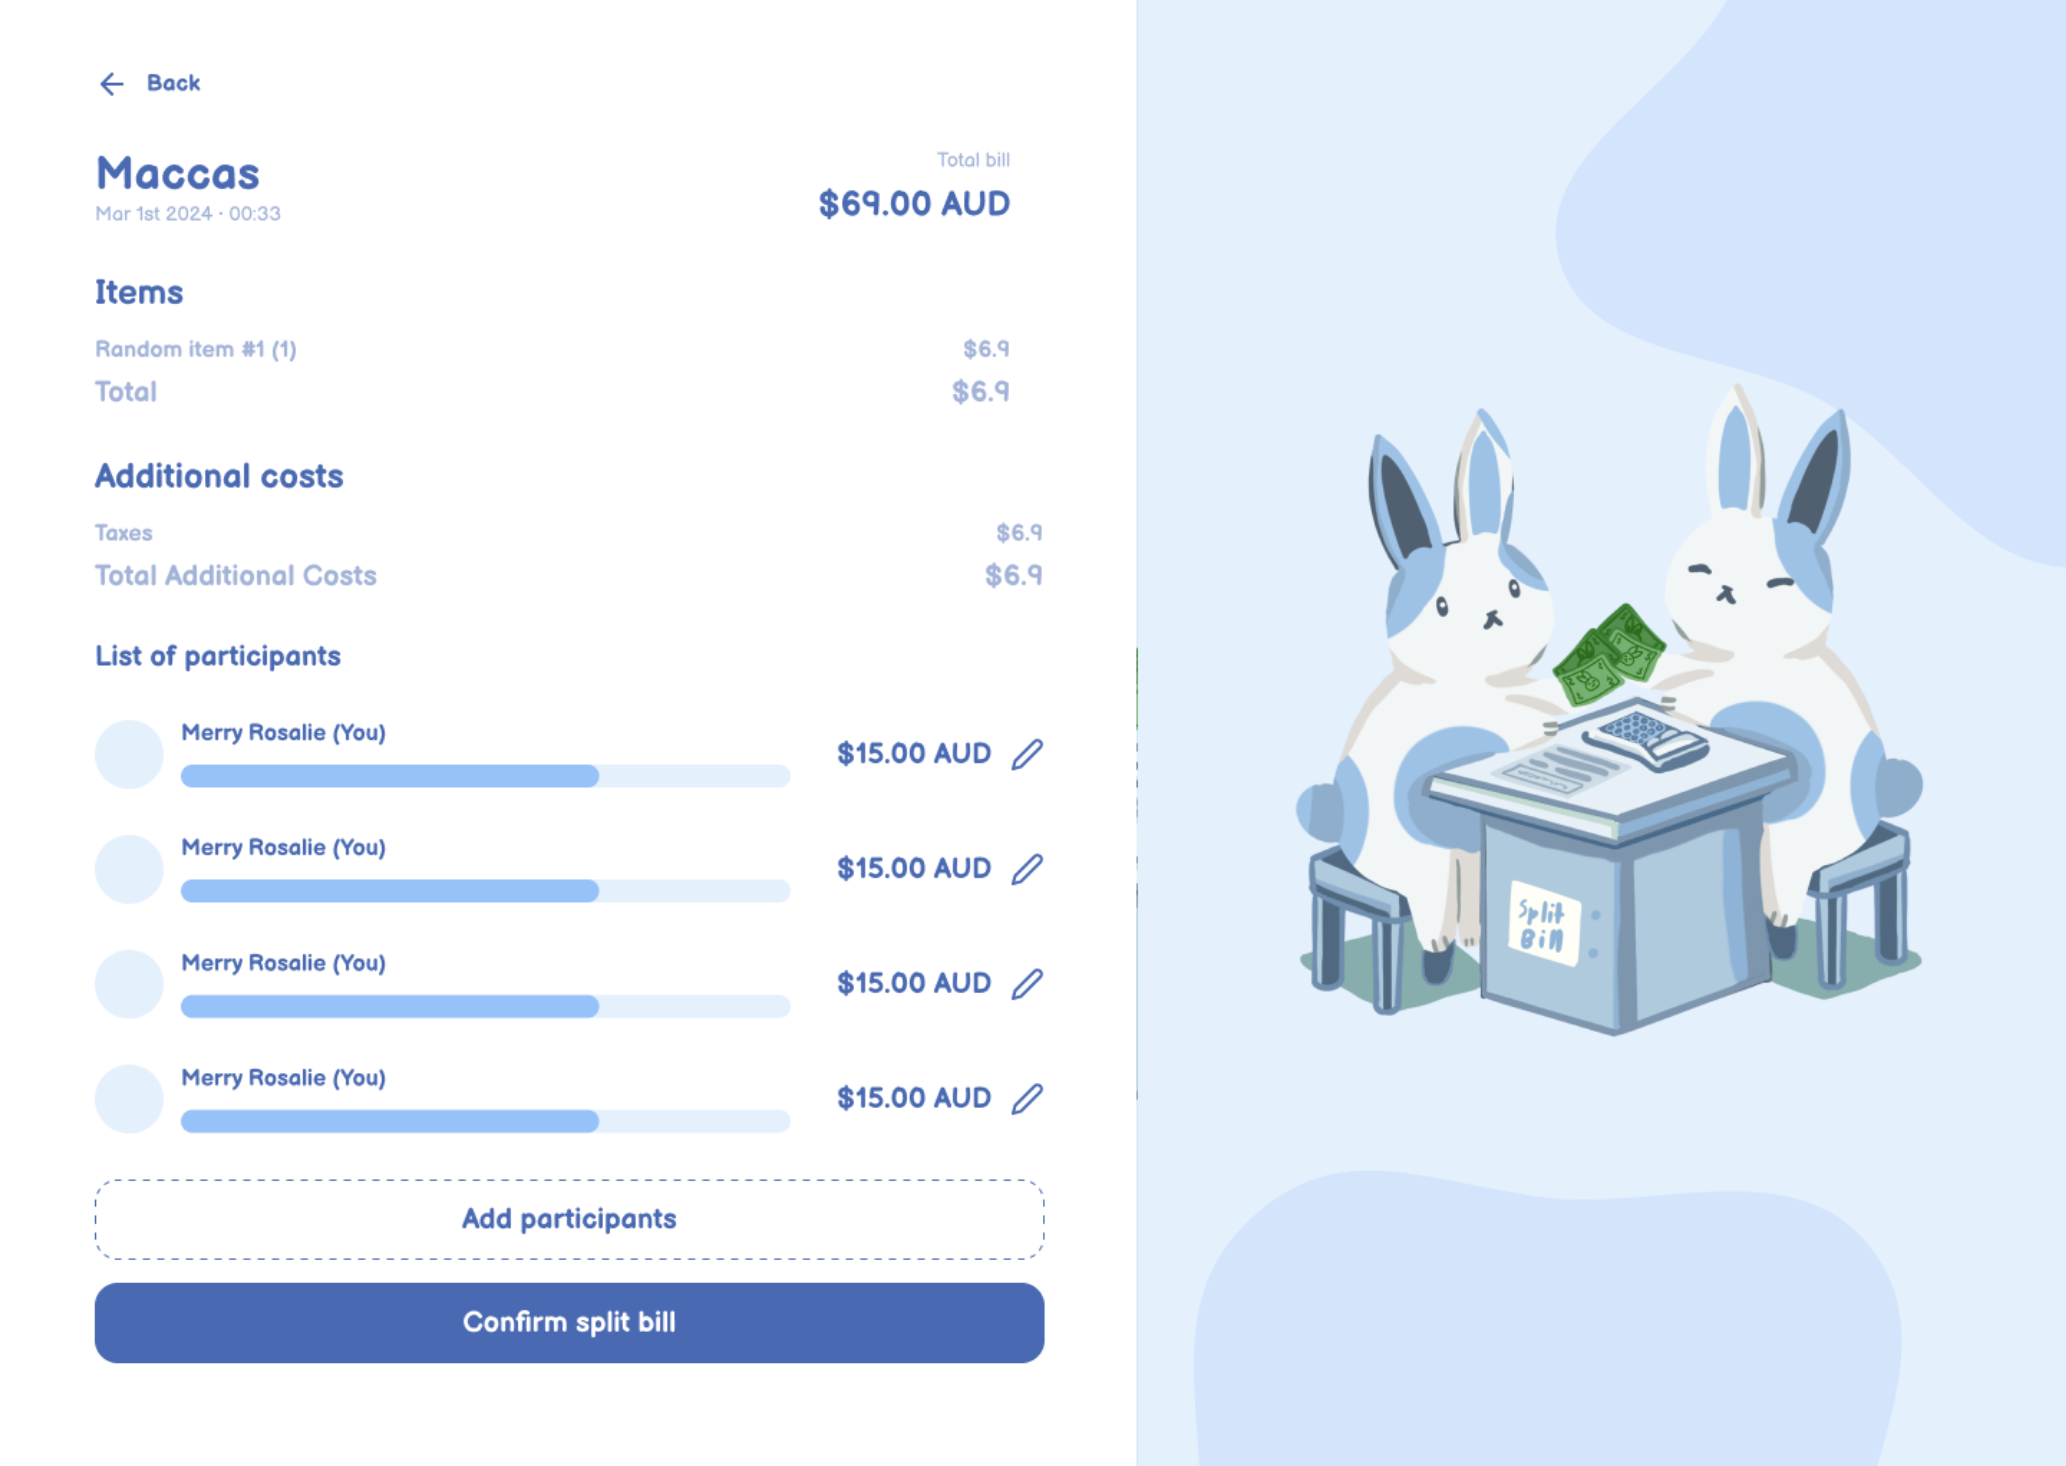 Back
Maccas
Mar 1st 2024 · 00:33
Total bill
$69.00 AUD
Items
Random item #1 (1) $6.9
Total $6.9
Additional costs
Taxes $6.9
Total Additional Costs $6.9
List of participants
Merry Rosalie (You)
$15.00 AUD
Merry Rosalie (You)
$15.00 AUD
Merry Rosalie (You)
$15.00 AUD
Merry Rosalie (You)
$15.00 AUD
Add participants
Confirm split bill
Split
Bill